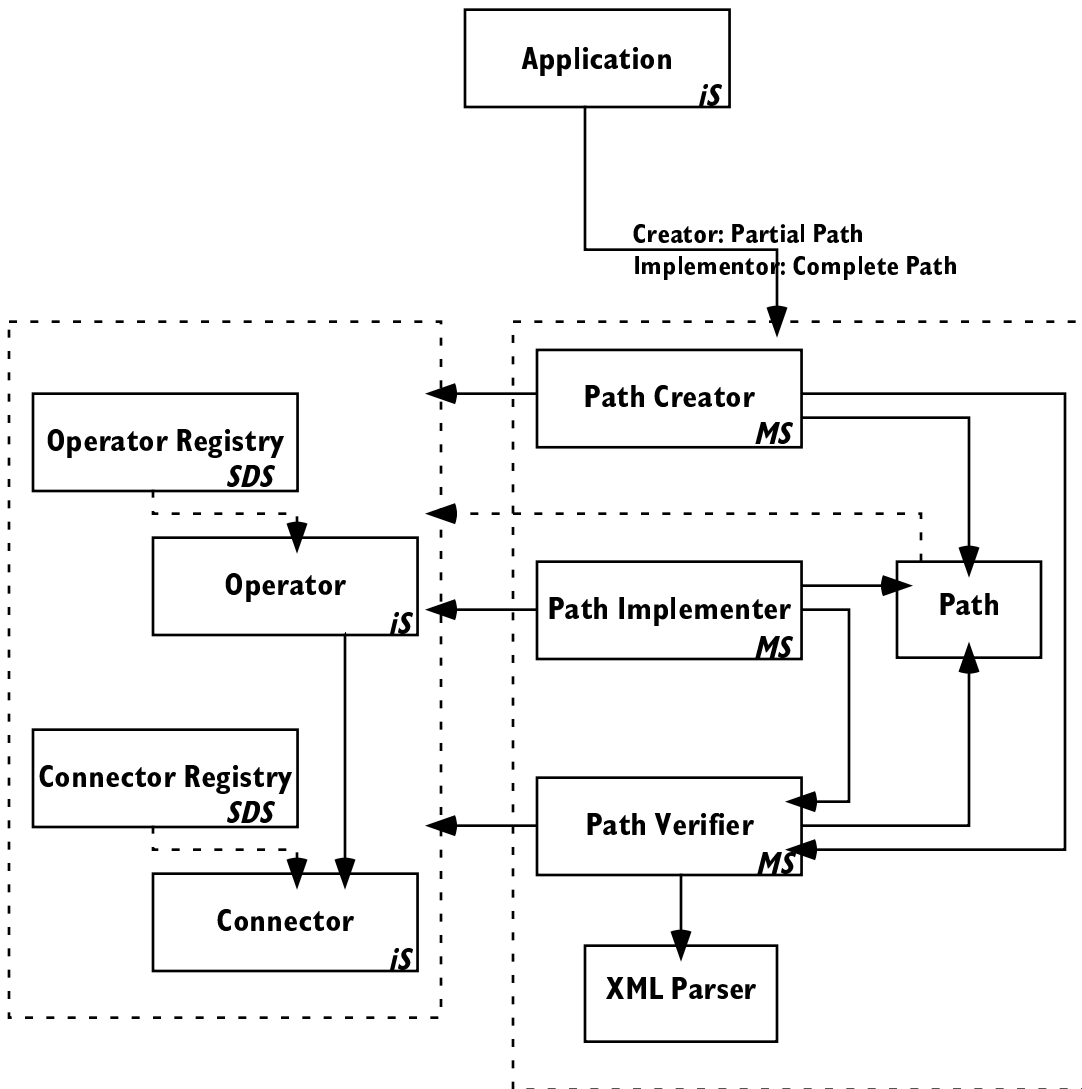 Application
iS
Creator: Partial Path
Implementor: Complete Path
Path Creator
MS
Operator Registry
SDS
Operator
iS
Path Implementer
MS
Path
Connector Registry
SDS
Path Verifier
MS
Connector
iS
XML Parser